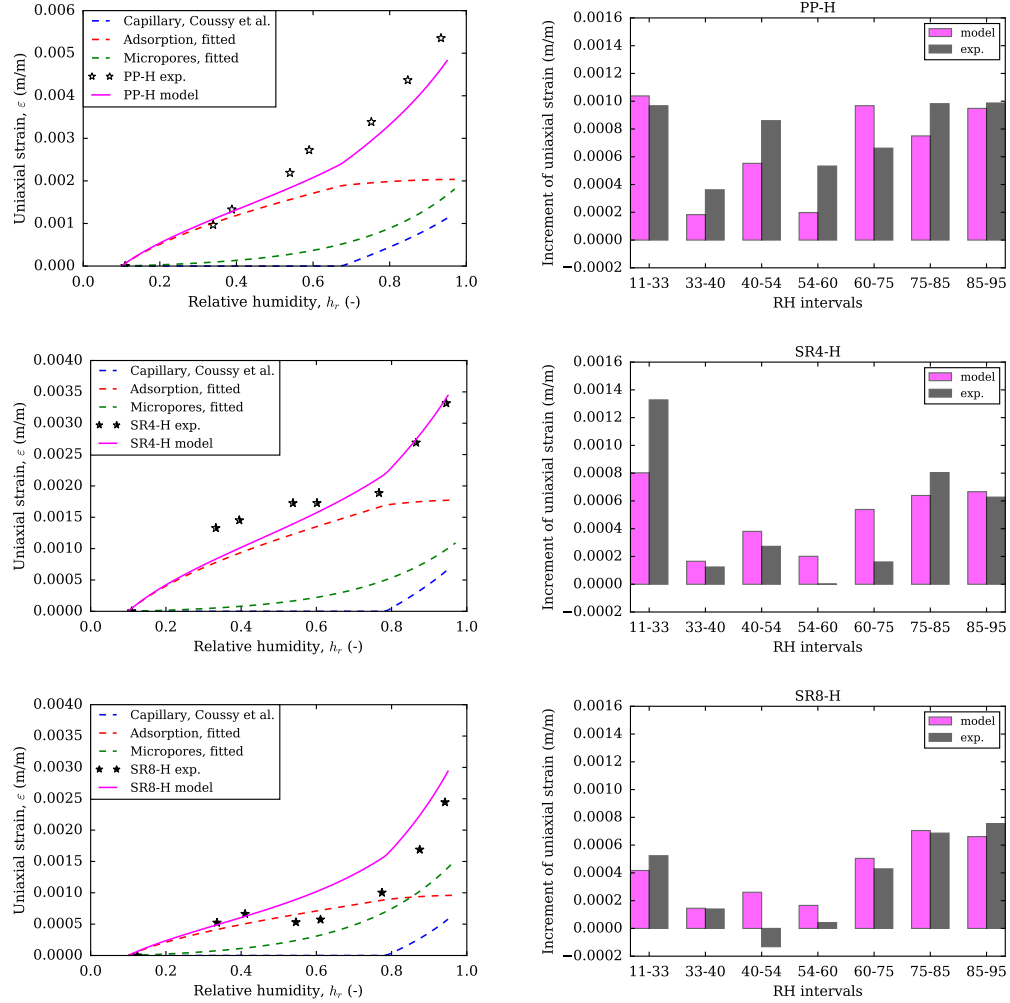 Capillary, Coussy et al.
Adsorption, fitted
Micropores, fitted
PP-H exp.
PP-H model
0.006
0.005
0.004
0.003
0.002
0.001
0.000
Uniaxial strain, ε (m/m)
0.0 0.2 0.4 0.6 0.8 1.0
Relative humidity, hr (-)
PP-H
model
exp.
0.0016
0.0014
0.0012
0.0010
0.0008
0.0006
0.0004
0.0002
0.0000
−0.0002
Increment of uniaxial strain (m/m)
11-33 33-40 40-54 54-60 60-75 75-85 85-95
RH intervals
Capillary, Coussy et al.
Adsorption, fitted
Micropores, fitted
SR4-H exp.
SR4-H model
0.0040
0.0035
0.0030
0.0025
0.0020
0.0015
0.0010
0.0005
0.0000
Uniaxial strain, ε (m/m)
0.0 0.2 0.4 0.6 0.8 1.0
Relative humidity, hr (-)
SR4-H
model
exp.
0.0016
0.0014
0.0012
0.0010
0.0008
0.0006
0.0004
0.0002
0.0000
−0.0002
Increment of uniaxial strain (m/m)
11-33 33-40 40-54 54-60 60-75 75-85 85-95
RH intervals
Capillary, Coussy et al.
Adsorption, fitted
Micropores, fitted
SR8-H exp.
SR8-H model
0.0040
0.0035
0.0030
0.0025
0.0020
0.0015
0.0010
0.0005
0.0000
Uniaxial strain, ε (m/m)
0.0 0.2 0.4 0.6 0.8 1.0
Relative humidity, hr (-)
SR8-H
model
exp.
0.0016
0.0014
0.0012
0.0010
0.0008
0.0006
0.0004
0.0002
0.0000
−0.0002
Increment of uniaxial strain (m/m)
11-33 33-40 40-54 54-60 60-75 75-85 85-95
RH intervals